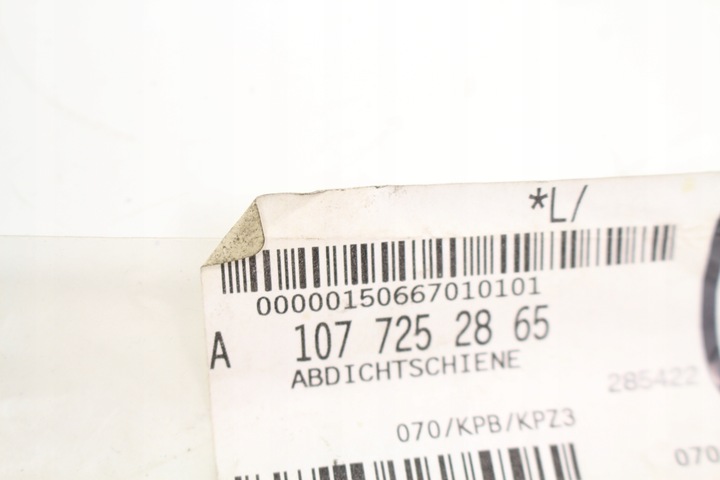 *L/
00000150667010101
A 107 725 28 65
ABDICHTSCHIENE
285422
070/KPB/KPZ3
070